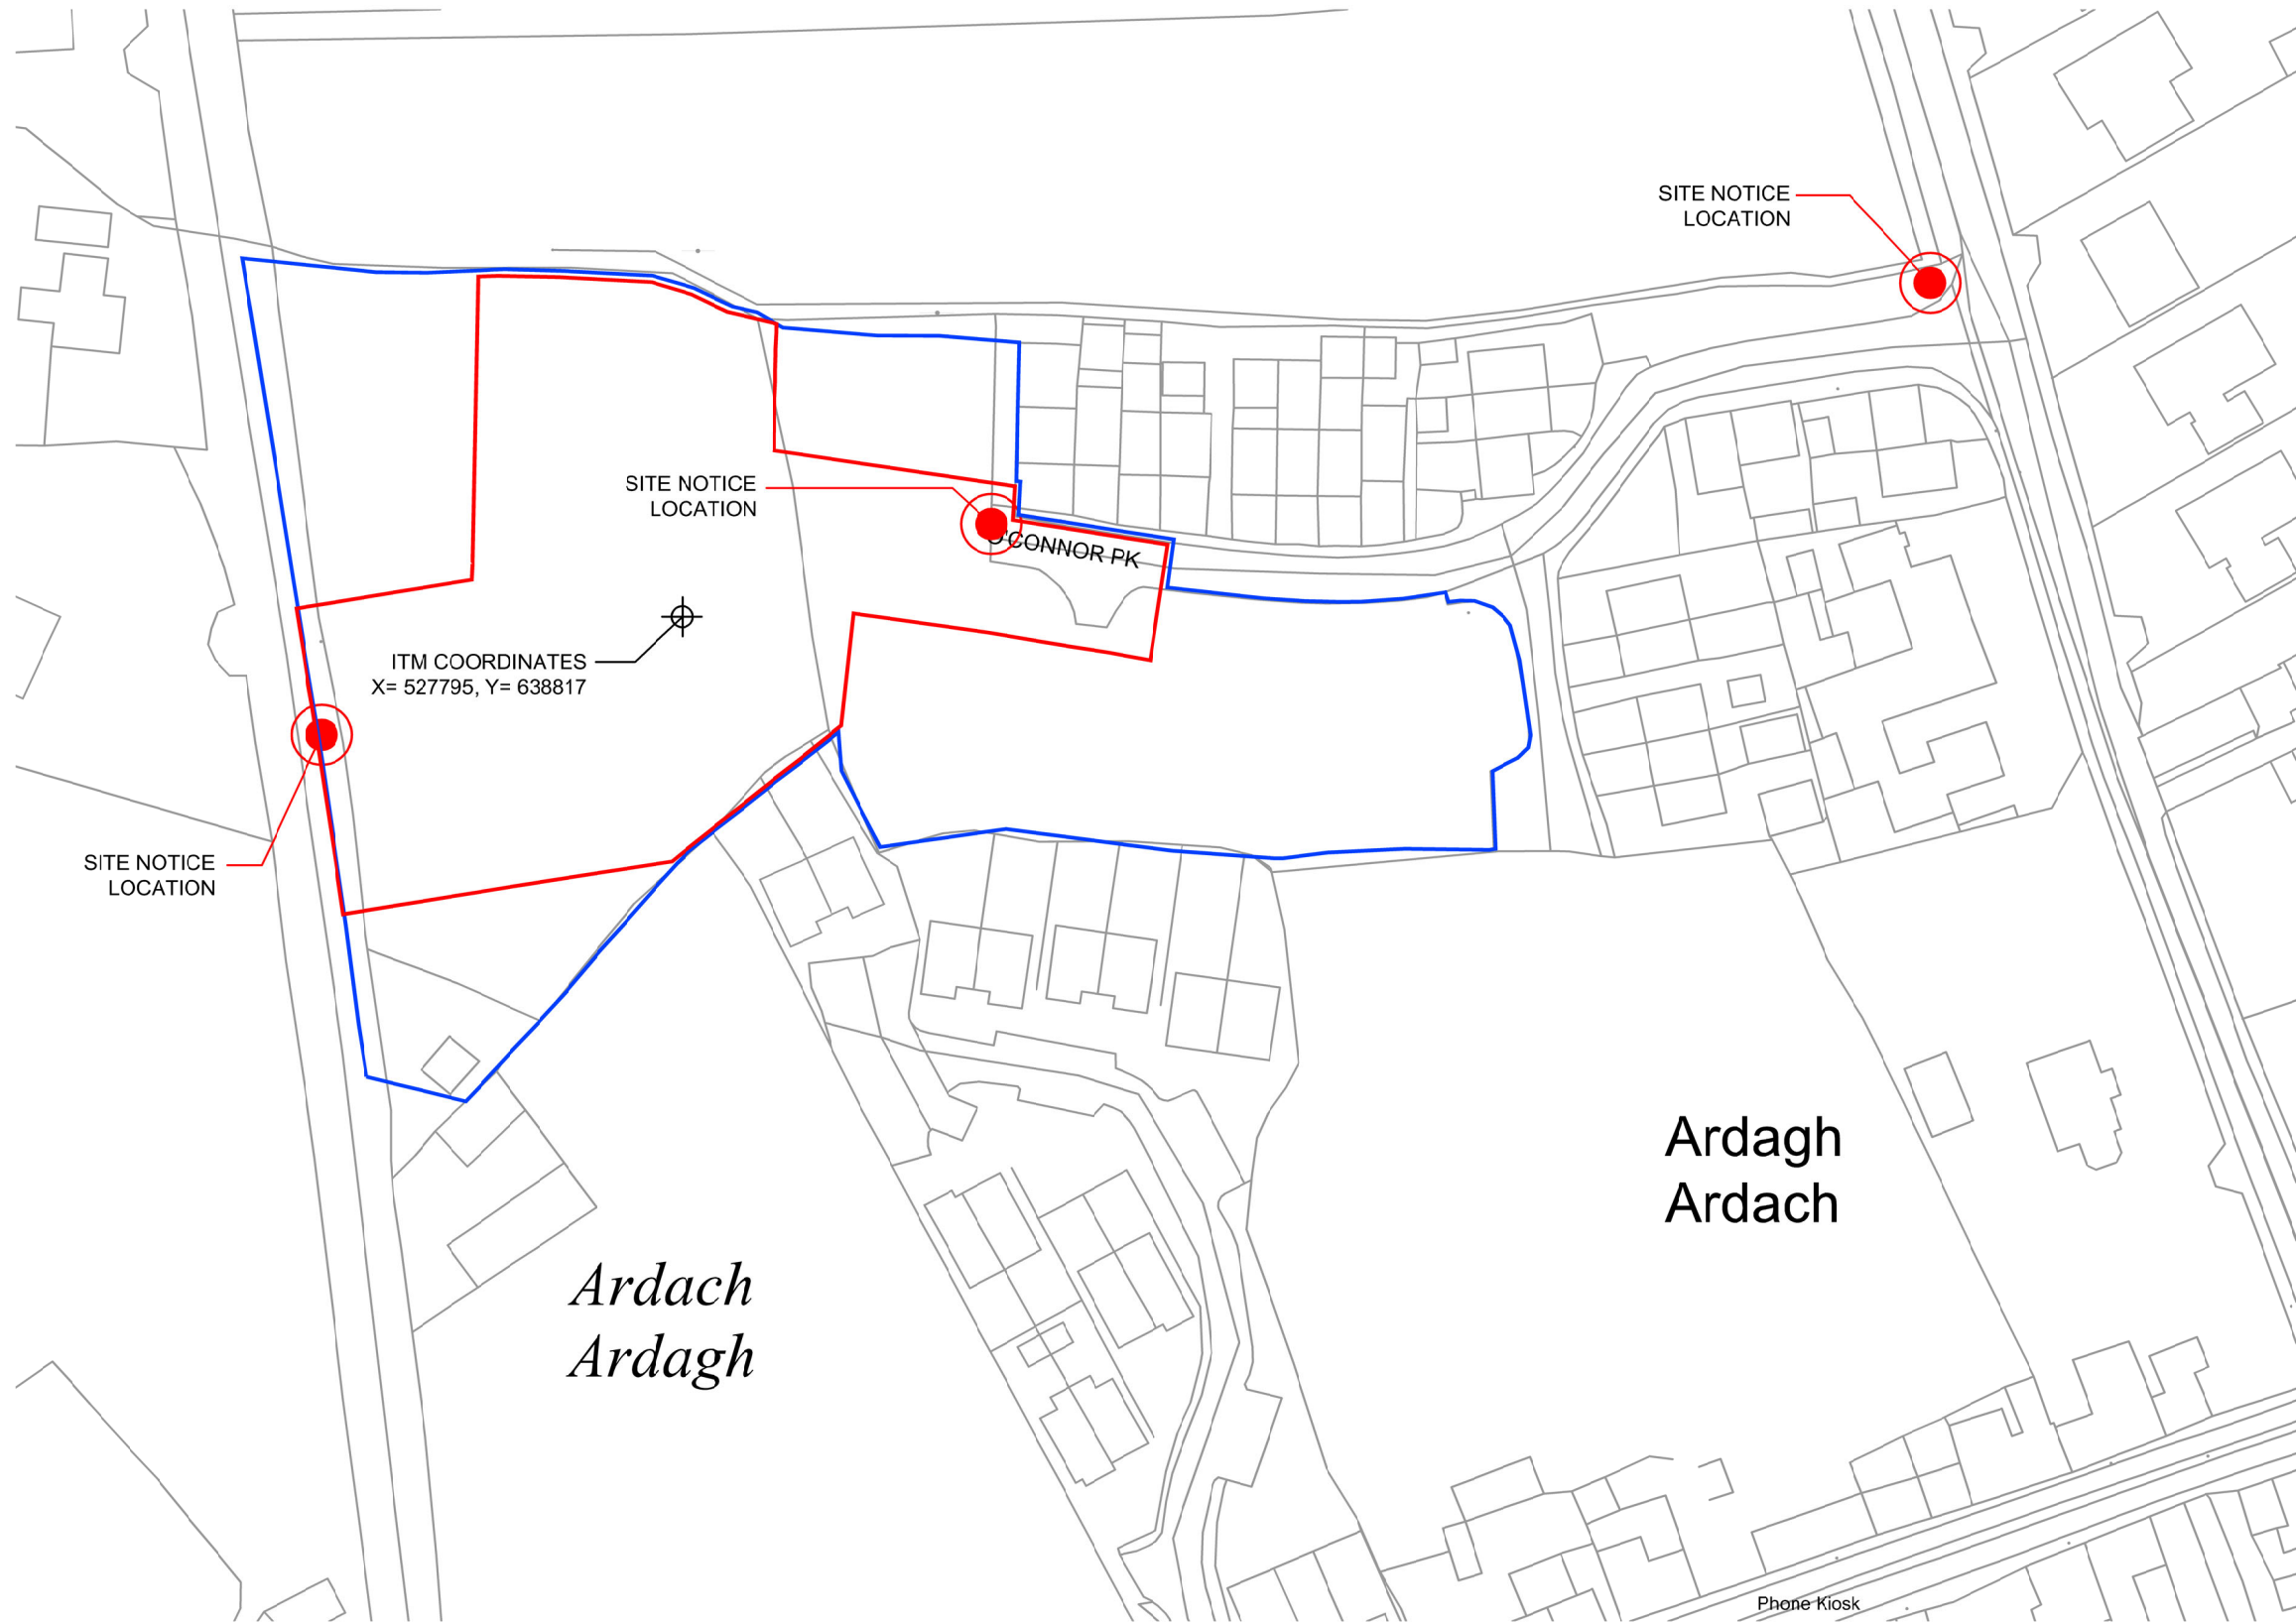 SITE NOTICE
LOCATION
SITE NOTICE
LOCATION
O'CONNOR PK
ITM COORDINATES
X= 527795, Y= 638817
SITE NOTICE
LOCATION
Ardagh
Ardach
Ardach
Ardagh
Phone Kiosk